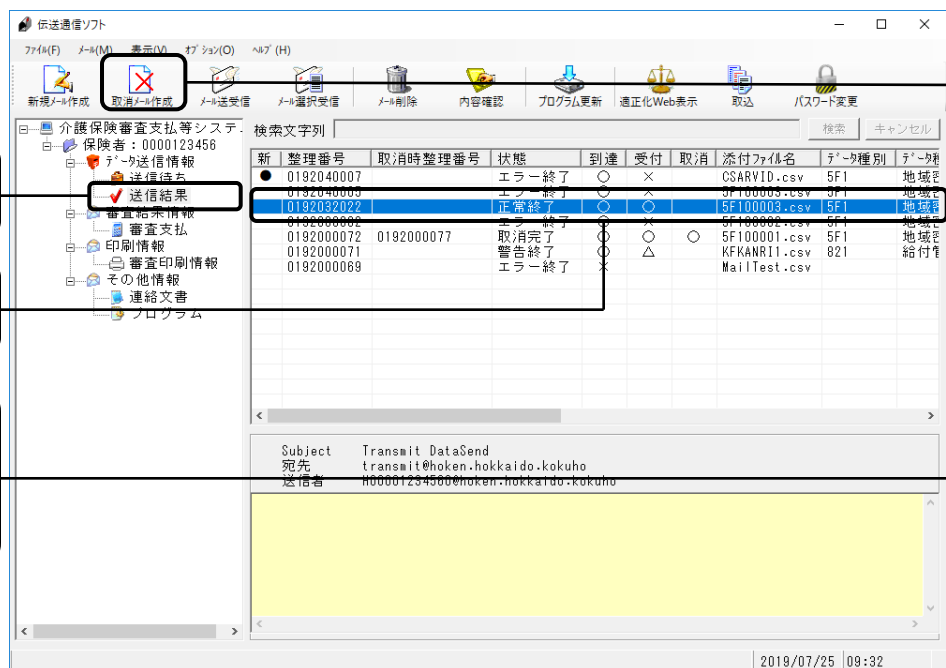 伝送通信ソフト
ﾌｧｲﾙ(F) ﾒｰﾙ(M) 表示(V) ｵﾌﾟｼｮﾝ(O) ﾍﾙﾌﾟ(H)
新規ﾒｰﾙ作成 取消ﾒｰﾙ作成 ﾒｰﾙ送受信 ﾒｰﾙ選択受信 ﾒｰﾙ削除 内容確認 ﾌﾟﾛｸﾞﾗﾑ更新 適正化Web表示 取込 ﾊﾟｽﾜｰﾄﾞ変更
介護保険審査支払等システ
保険者：0000123456
ﾃﾞｰﾀ送信情報
送信待ち
送信結果
審査結果情報
審査支払
印刷情報
審査印刷情報
その他情報
連絡文書
プログラム
検索文字列 検索 キャンセル
新 整理番号 取消時整理番号 状態 到達 受付 取消 添付ﾌｧｲﾙ名 ﾃﾞｰﾀ種別 ﾃﾞｰﾀ
● 0192040007 エラー終了 ○ × CSARVID.csv 5F1 地域
0192040005 エラー終了 ○ × 5F100003.csv 5F1 地域
0192032022 正常終了 ○ ○ 5F100003.csv 5F1 地域
エラー終了 × 5F1 地域
0192000072 0192000077 取消完了 ○ ○ ○ 5F100001.csv 5F1 地域
0192000071 警告終了 ○ △ KFKANRI1.csv 821 給付
0192000069 エラー終了 × MailTest.csv
Subject Transmit DataSend
宛先 transmit@hoken.hokkaido.kokuho
送信者 H00001234560@hoken.hokkaido.kokuho
2019/07/25 09:32